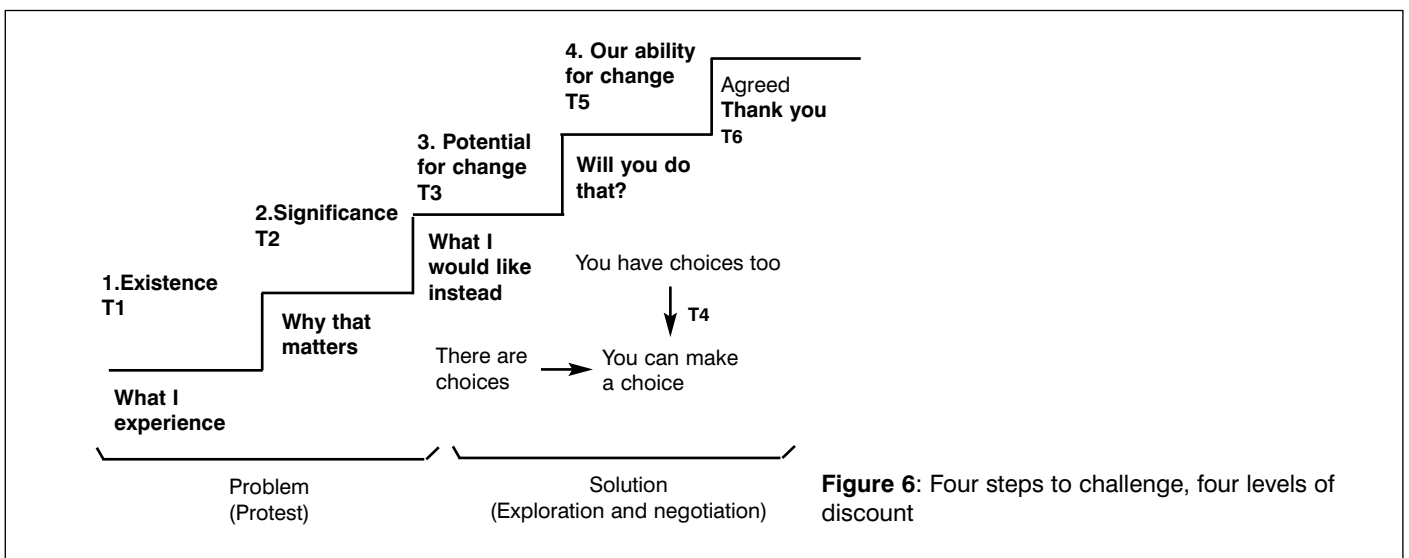 4. Our ability
for change
T5
Agreed
Thank you
T6
3. Potential
for change
T3
Will you do
that?
2.Significance
T2
What I
would like
instead
You have choices too
T4
1.Existence
T1
Why that
matters
There are
choices
You can make
a choice
What I
experience
Problem
(Protest)
Solution
(Exploration and negotiation)
Figure 6: Four steps to challenge, four levels of
discount